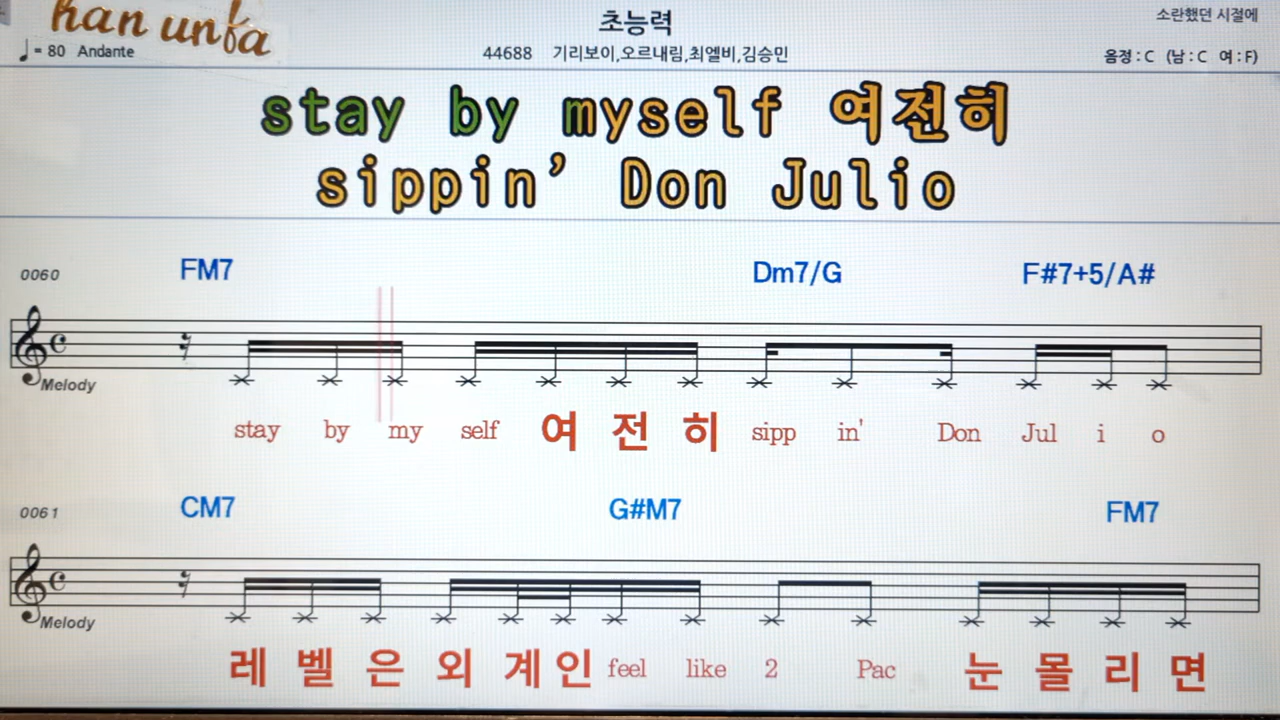 han unfa
초능력
소란했던 시절에
♩= 80 Andante
44688 기리보이,오르내림,최엘비,김승민
음정 : C (남 : C 여 : F)
stay by myself 여전히
sippin’ Don Julio
0060 FM7 Dm7/G F#7+5/A#
Melody
stay by my self 여 전 히 sipp in' Don Jul i o
0061 CM7 G#M7 FM7
Melody
레 벨 은 외 계 인 feel like 2 Pac 눈 몰 리 면